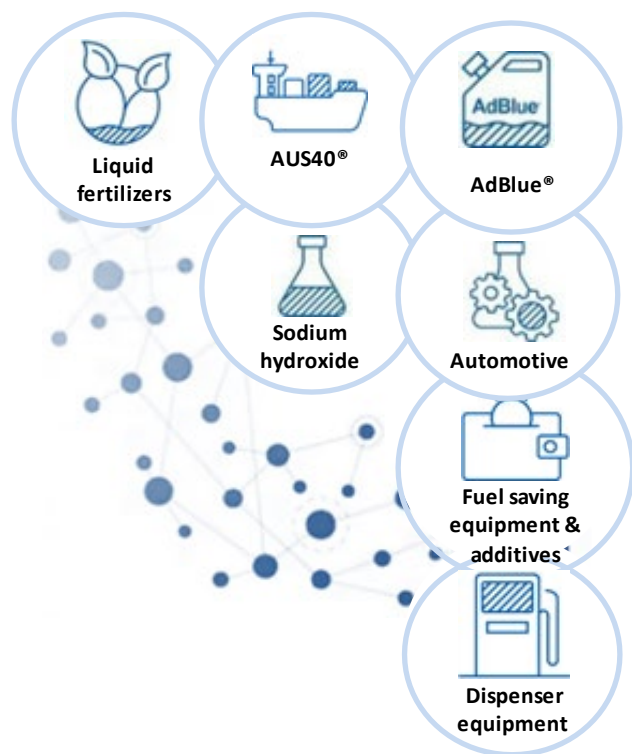 Liquid
fertilizers
AUS40®
AdBlue®
AdBlue®
Sodium
hydroxide
Automotive
Fuel saving
equipment &
additives
Dispenser
equipment